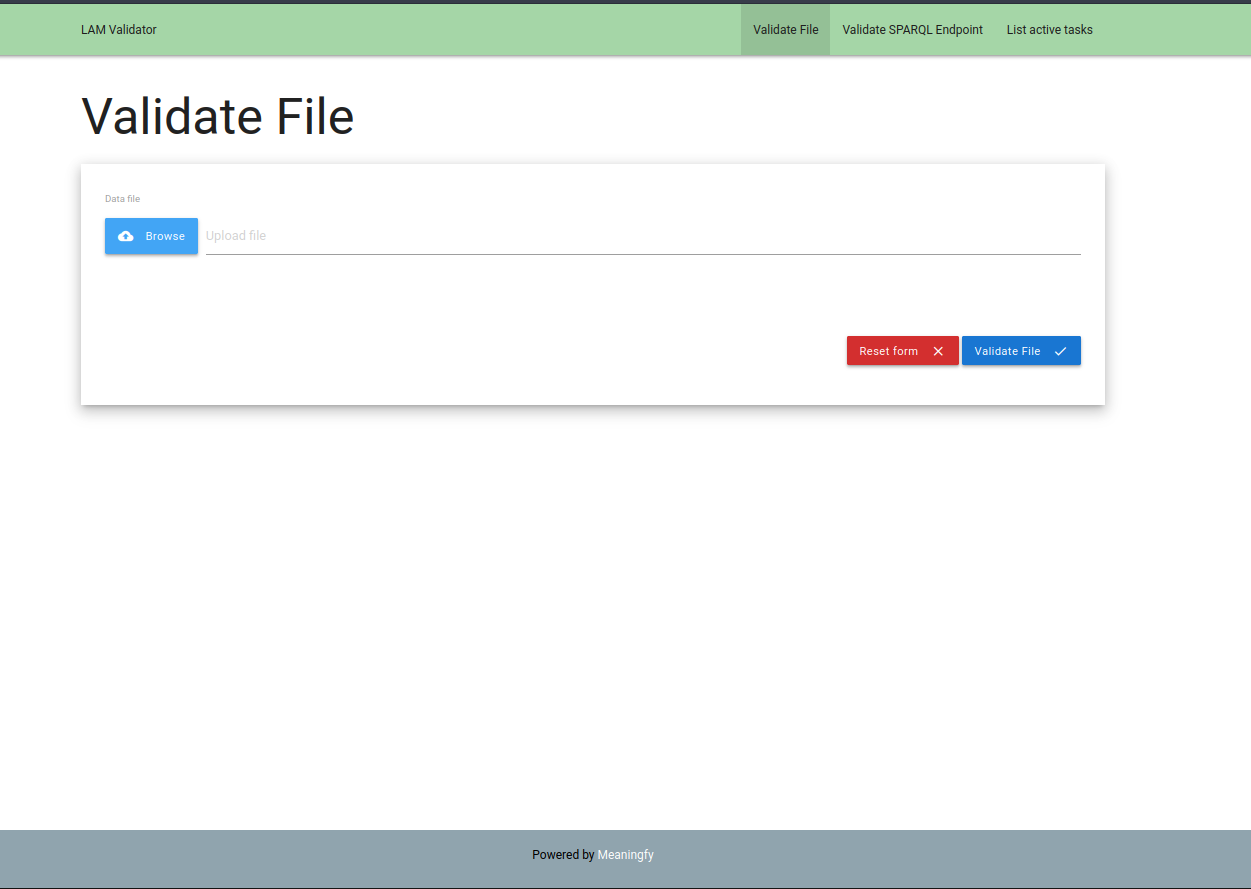 LAM Validator
Validate File
Validate SPARQL Endpoint
List active tasks
Validate File
Data file
Browse
Upload file
Reset form
Validate File
Powered by Meaningfy